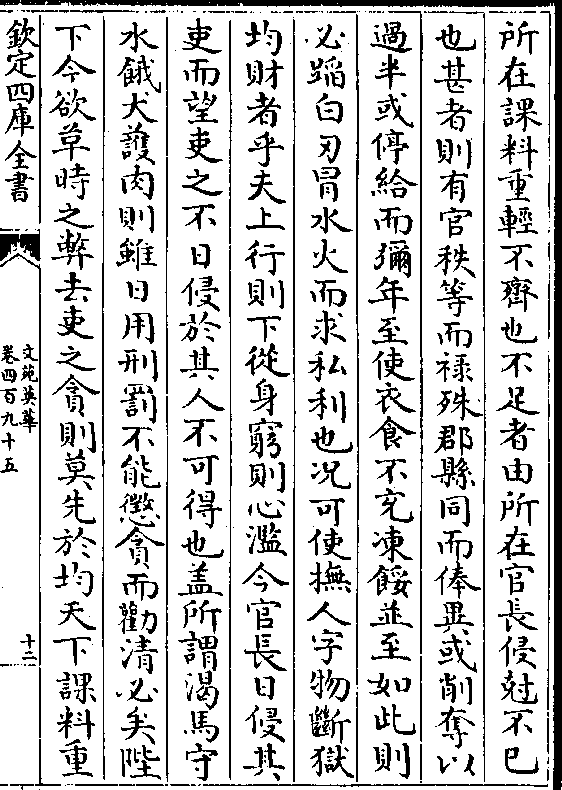 所在課料重輕不齊也不足者由所在官長侵尅不已
也甚者則有官秩等而禄殊郡縣同而俸異或削奪以
過半或停給而彌年至使衣食不充凍餒並至如此則
必蹈白刃冒水火而求私利也况可使撫人字物斷獄
均財者乎夫上行則下從身窮則心濫今官長日侵其
吏而望吏之不日侵於其人不可得也盖所謂渴馬守
水餓犬護肉則雖日用刑罰不能懲貪而勸清必矣陛
下今欲草時之弊去吏之貪則莫先於均天下課料重
欽定四庫全書
文苑英華
卷四百九十五
十二